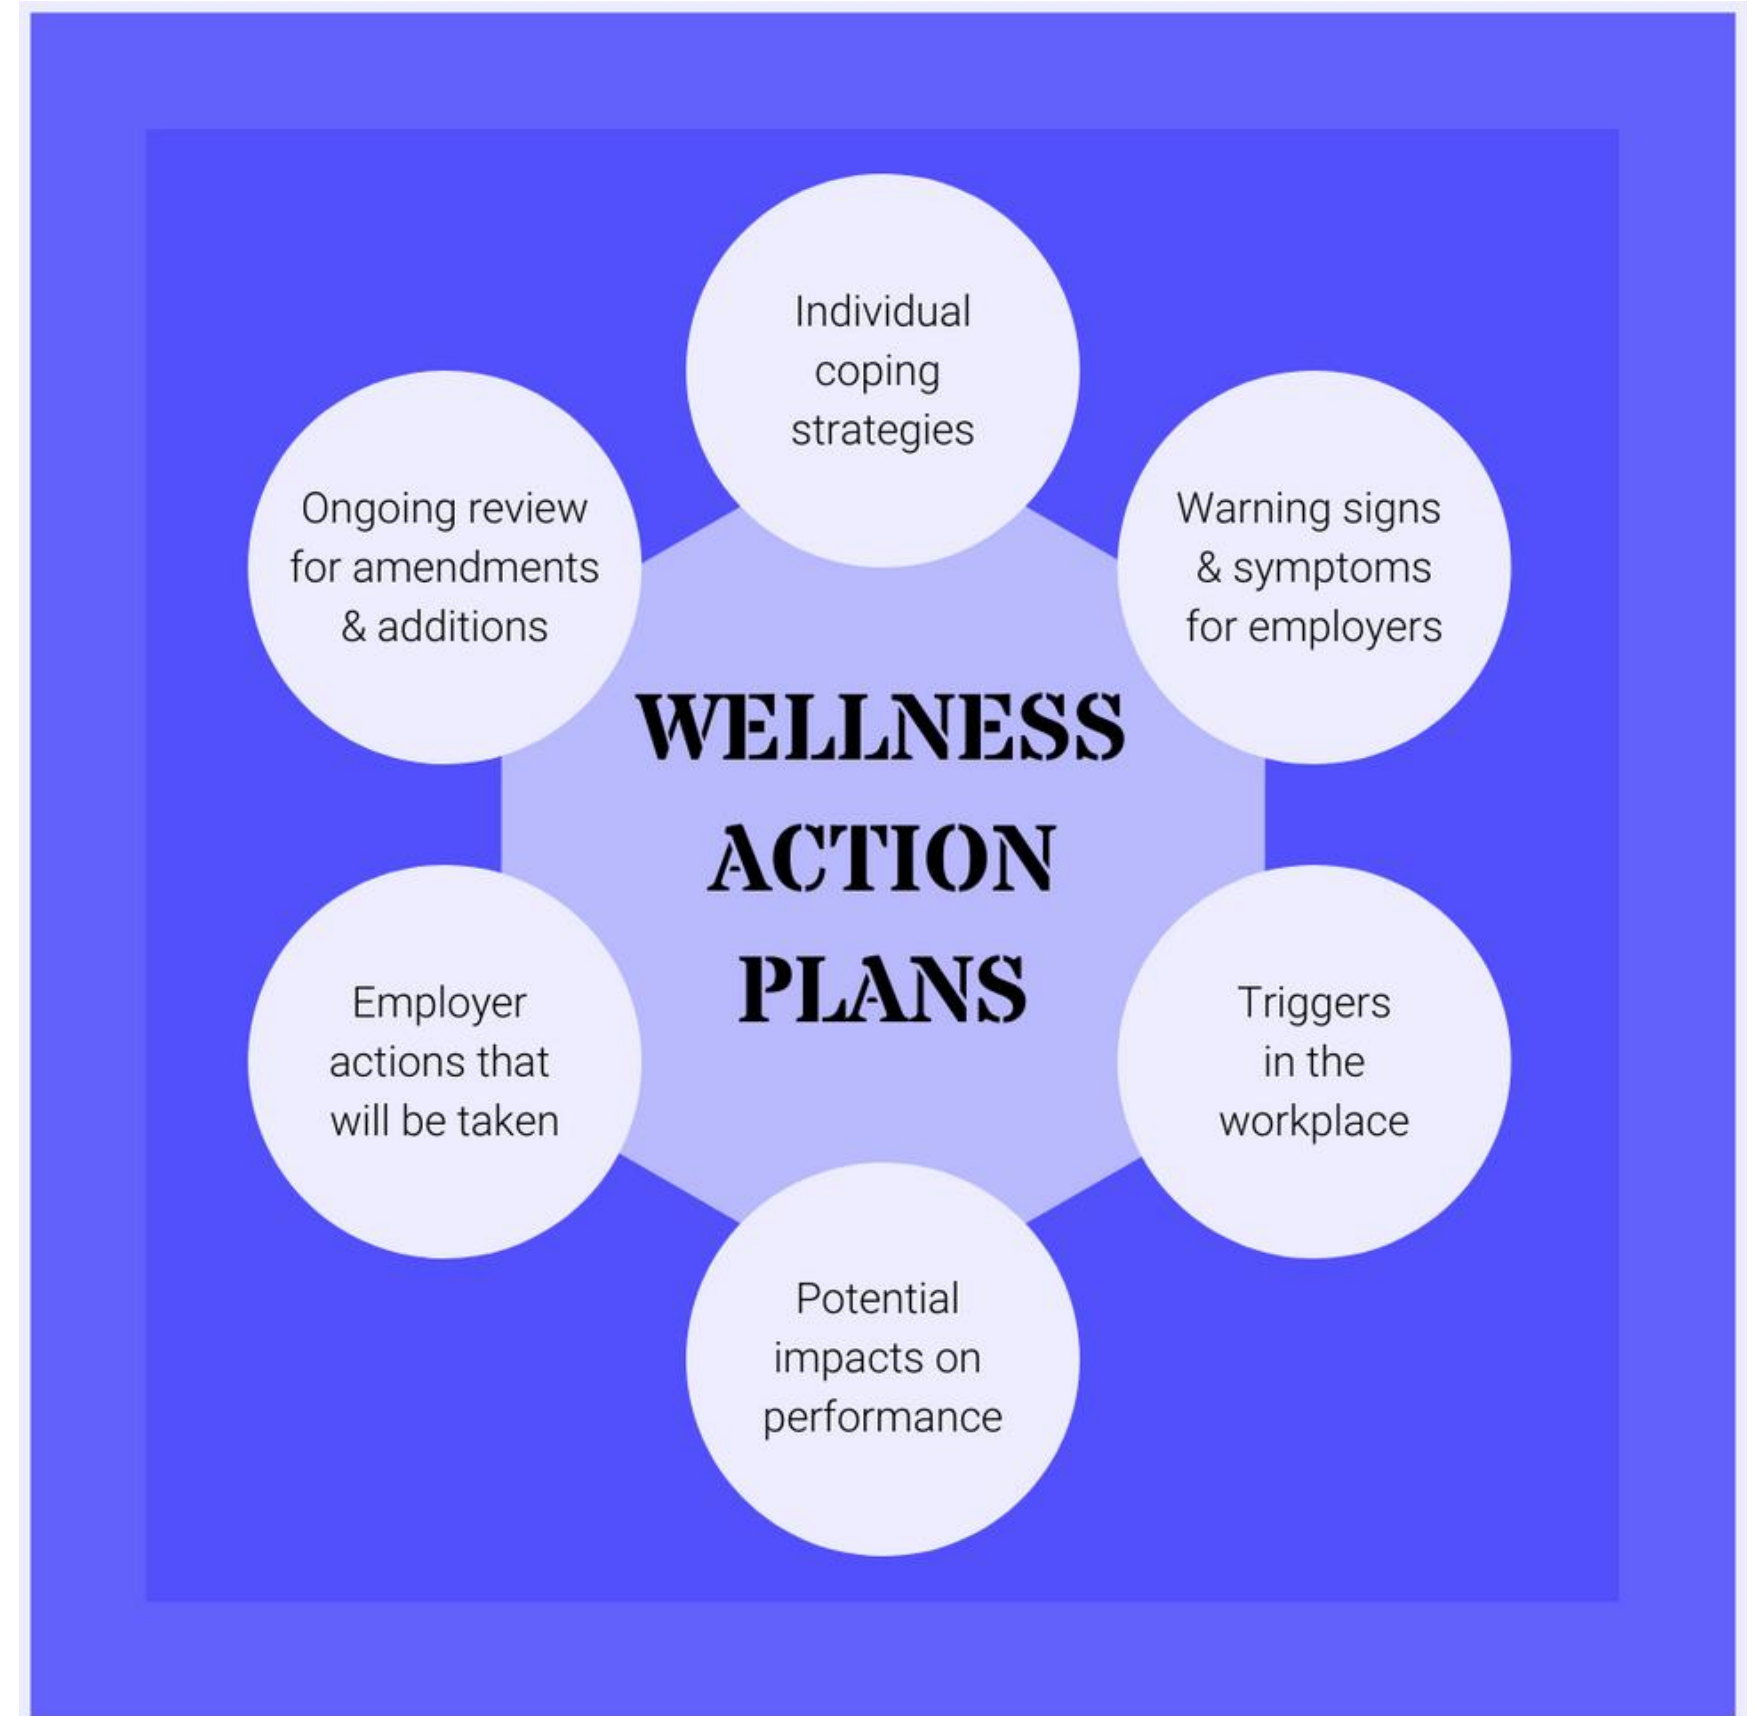 Individual
coping
strategies
Warning signs
& symptoms
for employers
Triggers
in the
workplace
Potential
impacts on
performance
Employer
actions that
will be taken
Ongoing review
for amendments
& additions
WELLNESS
ACTION
PLANS